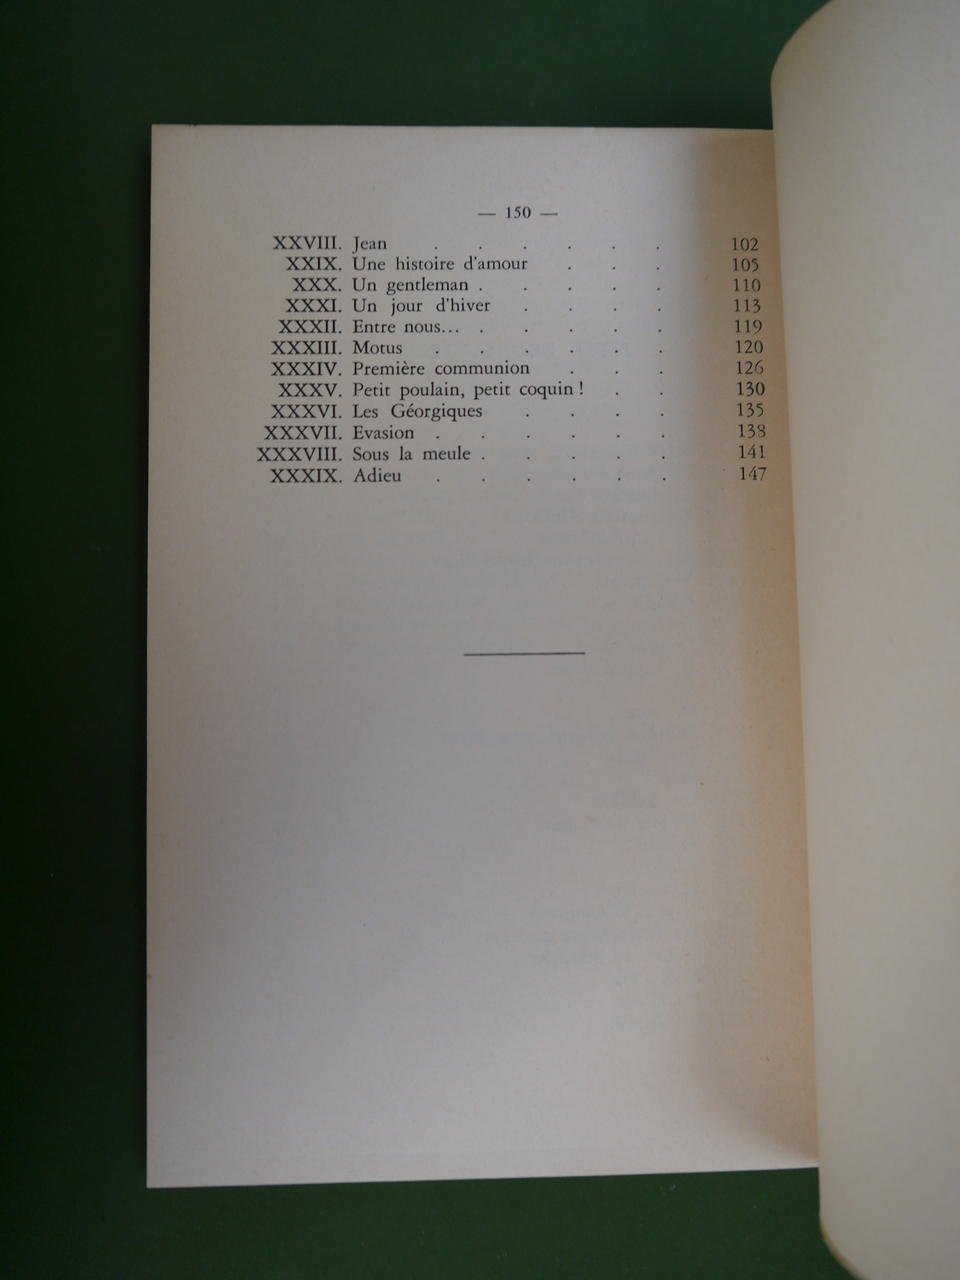 — 150 —
XXVIII. Jean . . . . . . 102
XXIX. Une histoire d'amour . . . 105
XXX. Un gentleman . . . . . 110
XXXI. Un jour d'hiver . . . . 113
XXXII. Entre nous... . . . . . 119
XXXIII. Motus . . . . . . 120
XXXIV. Première communion . . . 126
XXXV. Petit poulain, petit coquin ! . . 130
XXXVI. Les Géorgiques . . . . 135
XXXVII. Evasion . . . . . . 138
XXXVIII. Sous la meule . . . . . 141
XXXIX. Adieu . . . . . . 147